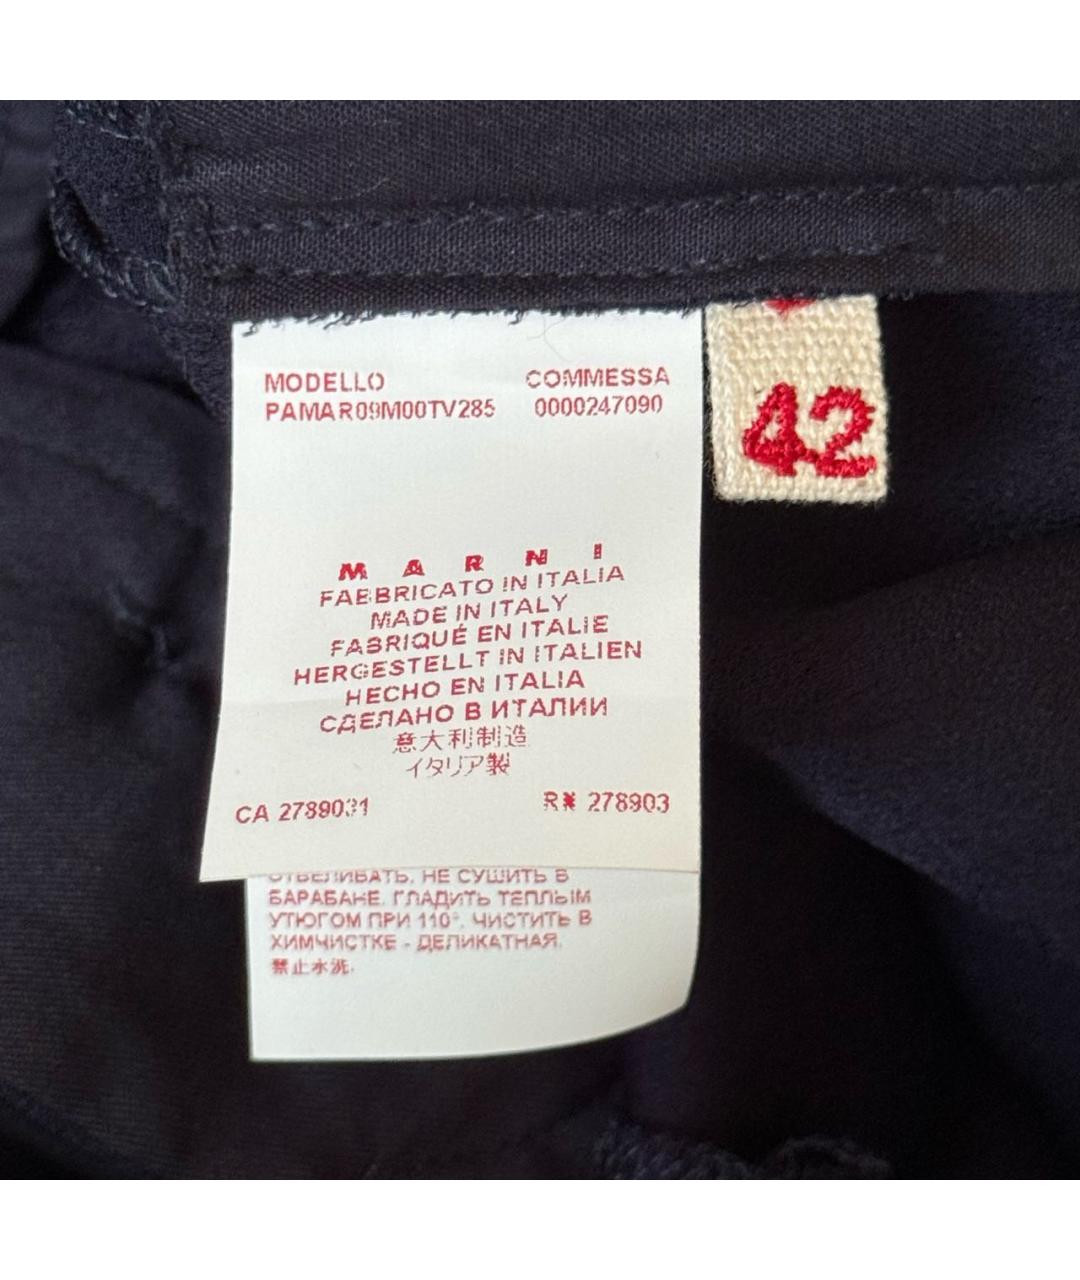 MODELLO COMMESSA
PAMAR09M00TV285 0000247090
42
MARNI
FABBRICATO IN ITALIA
MADE IN ITALY
FABRIQUÉ EN ITALIE
HERGESTELLT IN ITALIEN
HECHO EN ITALIA
СДЕЛАНО В ИТАЛИИ
意大利制造
イタリア製
CA 2789031 RN 278903
ОТБЕЛИВАТЬ. НЕ СУШИТЬ В
БАРАБАНЕ. ГЛАДИТЬ ТЕПЛЫМ
УТЮГОМ ПРИ 110°. ЧИСТИТЬ В
ХИМЧИСТКЕ - ДЕЛИКАТНАЯ.
禁止水洗.